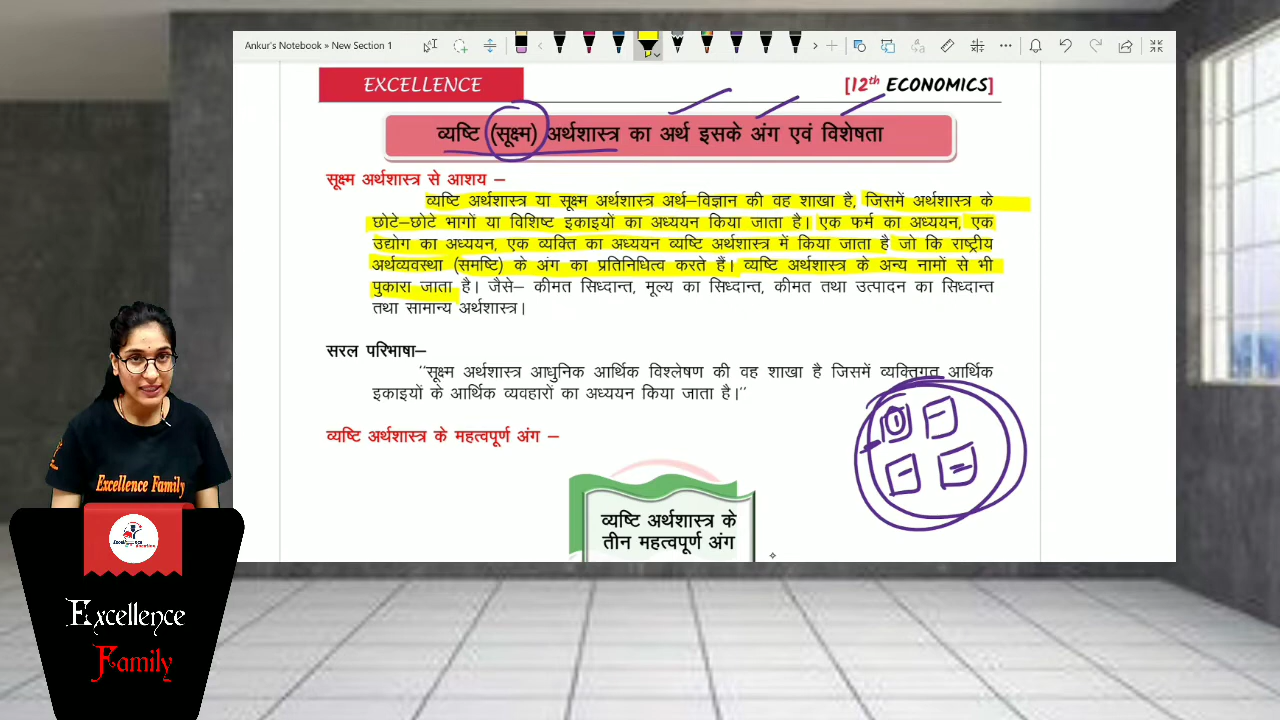 Ankur's Notebook » New Section 1
EXCELLENCE
[12th ECONOMICS]
व्यष्टि (सूक्ष्म) अर्थशास्त्र का अर्थ इसके अंग एवं विशेषता
सूक्ष्म अर्थशास्त्र से आशय –
व्यष्टि अर्थशास्त्र या सूक्ष्म अर्थशास्त्र अर्थ–विज्ञान की वह शाखा है, जिसमें अर्थशास्त्र के
छोटे–छोटे भागों या विशिष्ट इकाइयों का अध्ययन किया जाता है। एक फर्म का अध्ययन, एक
उद्योग का अध्ययन, एक व्यक्ति का अध्ययन व्यष्टि अर्थशास्त्र में किया जाता है जो कि राष्ट्रीय
अर्थव्यवस्था (समष्टि) के अंग का प्रतिनिधित्व करते हैं। व्यष्टि अर्थशास्त्र के अन्य नामों से भी
पुकारा जाता है। जैसे– कीमत सिध्दान्त, मूल्य का सिध्दान्त, कीमत तथा उत्पादन का सिध्दान्त
तथा सामान्य अर्थशास्त्र।
सरल परिभाषा–
"सूक्ष्म अर्थशास्त्र आधुनिक आर्थिक विश्लेषण की वह शाखा है जिसमें व्यक्तिगत आर्थिक
इकाइयों के आर्थिक व्यवहारों का अध्ययन किया जाता है।"
व्यष्टि अर्थशास्त्र के महत्वपूर्ण अंग –
व्यष्टि अर्थशास्त्र के
तीन महत्वपूर्ण अंग
Excellence Family
Excellence
Family